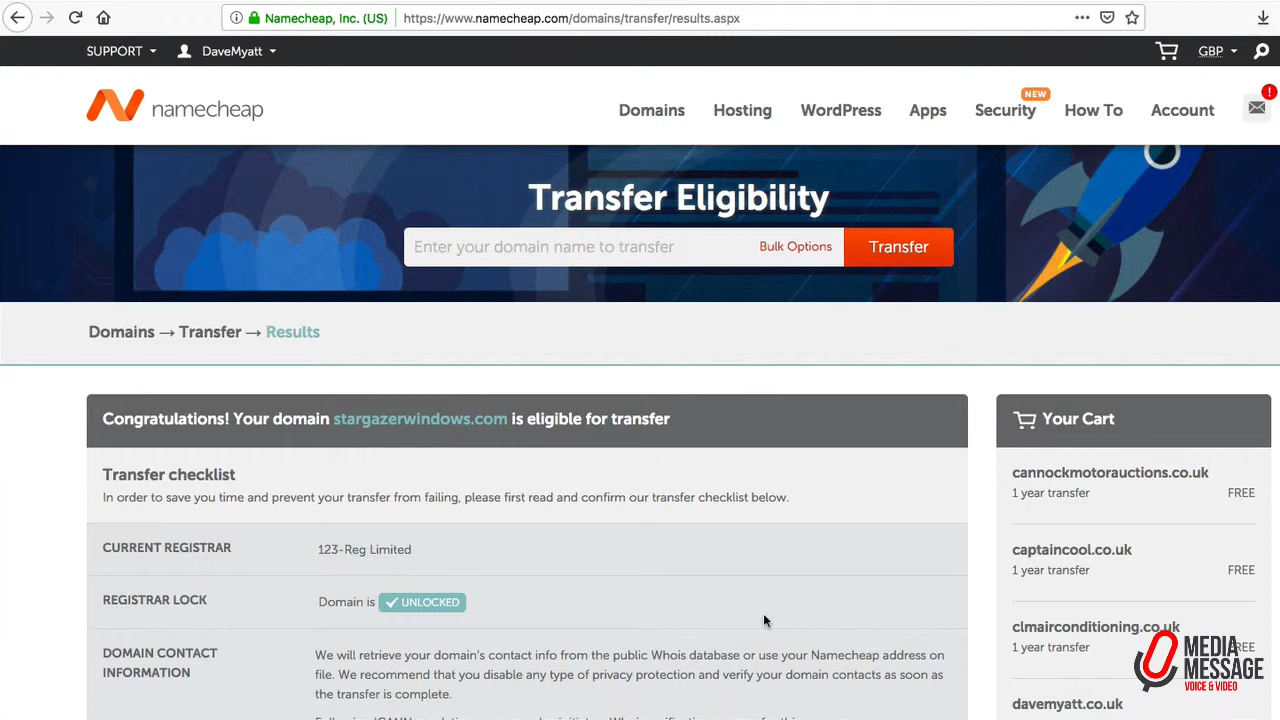 Namecheap, Inc. (US)
https://www.namecheap.com/domains/transfer/results.aspx
SUPPORT
DaveMyatt
GBP
namecheap
Domains
Hosting
WordPress
Apps
Security
NEW
How To
Account
!
Transfer Eligibility
Enter your domain name to transfer
Bulk Options
Transfer
Domains → Transfer → Results
Congratulations! Your domain stargazerwindows.com is eligible for transfer
Transfer checklist
In order to save you time and prevent your transfer from failing, please first read and confirm our transfer checklist below.
CURRENT REGISTRAR
123-Reg Limited
REGISTRAR LOCK
Domain is UNLOCKED
DOMAIN CONTACT
INFORMATION
We will retrieve your domain's contact info from the public Whois database or use your Namecheap address on
file. We recommend that you disable any type of privacy protection and verify your domain contacts as soon as
the transfer is complete.
Your Cart
cannockmotorauctions.co.uk
1 year transfer FREE
captaincool.co.uk
1 year transfer FREE
clmairconditioning.co.uk
1 year transfer
davemyatt.co.uk
MEDIA
MESSAGE
VOICE & VIDEO